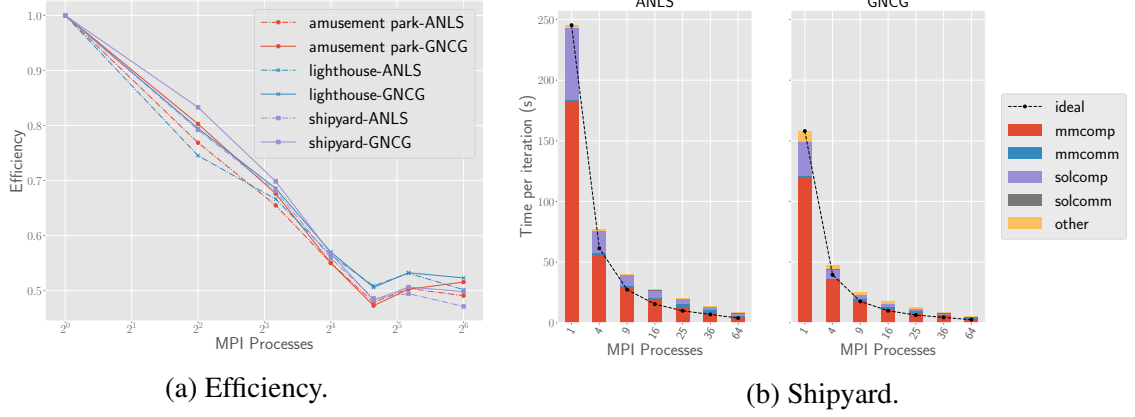 1.0
0.9
0.8
0.7
0.6
0.5
Efficiency
2^0 2^1 2^2 2^3 2^4 2^5 2^6
MPI Processes
amusement park-ANLS
amusement park-GNCG
lighthouse-ANLS
lighthouse-GNCG
shipyard-ANLS
shipyard-GNCG
(a) Efficiency.
ANLS
GNCG
250
200
150
100
50
0
Time per iteration (s)
1 4 9 16 25 36 64
MPI Processes
1 4 9 16 25 36 64
MPI Processes
ideal
mmcomp
mmcomm
solcomp
solcomm
other
(b) Shipyard.